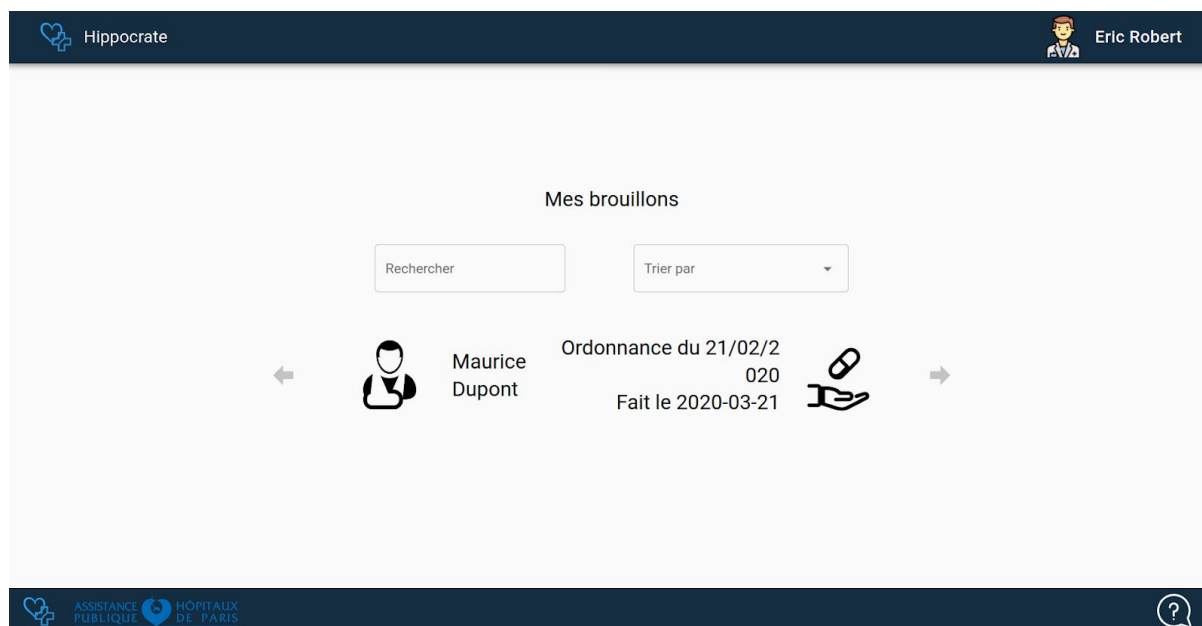 Hippocrate
Eric Robert
Mes brouillons
Rechercher
Trier par
Maurice
Dupont
Ordonnance du 21/02/2
020
Fait le 2020-03-21
ASSISTANCE HÔPITAUX
PUBLIQUE DE PARIS
?